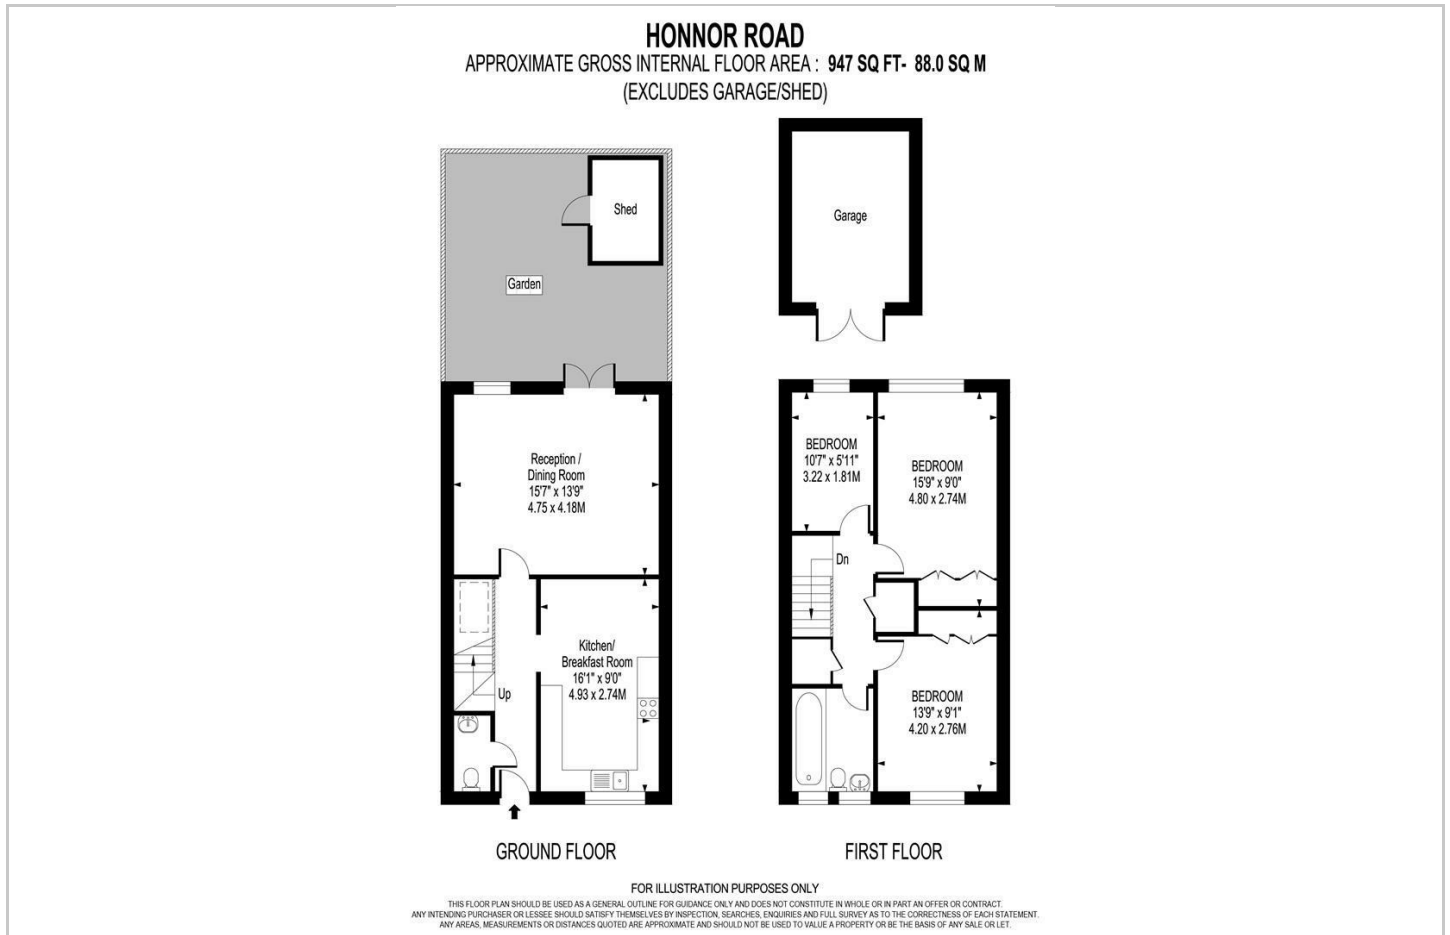 HONNOR ROAD
APPROXIMATE GROSS INTERNAL FLOOR AREA : 947 SQ FT- 88.0 SQ M
(EXCLUDES GARAGE/SHED)
Shed
Garden
Reception /
Dining Room
15'7" x 13'9"
4.75 x 4.18M
Kitchen/
Breakfast Room
16'1" x 9'0"
4.93 x 2.74M
Up
GROUND FLOOR
Garage
BEDROOM
10'7" x 5'11"
3.22 x 1.81M
BEDROOM
15'9" x 9'0"
4.80 x 2.74M
Dn
BEDROOM
13'9" x 9'1"
4.20 x 2.76M
FIRST FLOOR
FOR ILLUSTRATION PURPOSES ONLY
THIS FLOOR PLAN SHOULD BE USED AS A GENERAL OUTLINE FOR GUIDANCE ONLY AND DOES NOT CONSTITUTE IN WHOLE OR IN PART AN OFFER OR CONTRACT.
ANY INTENDING PURCHASER OR LESSEE SHOULD SATISFY THEMSELVES BY INSPECTION, SEARCHES, ENQUIRIES AND FULL SURVEY AS TO THE CORRECTNESS OF EACH STATEMENT.
ANY AREAS, MEASUREMENTS OR DISTANCES QUOTED ARE APPROXIMATE AND SHOULD NOT BE USED TO VALUE A PROPERTY OR BE THE BASIS OF ANY SALE OR LET.